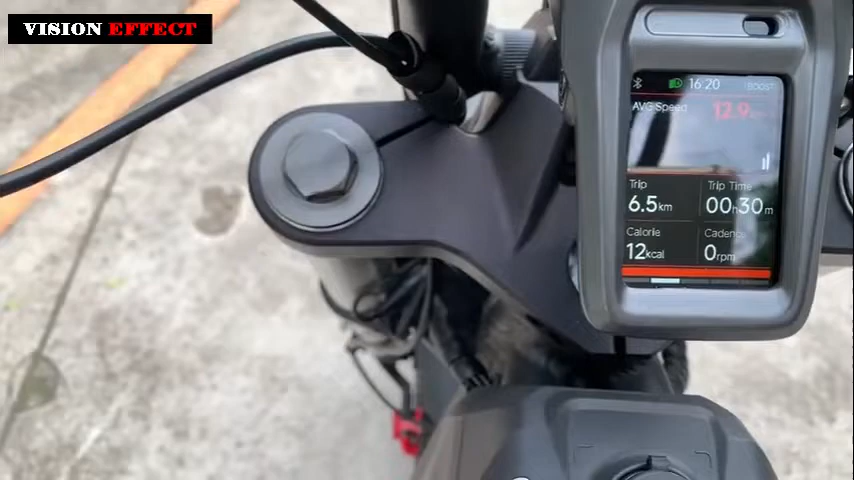 VISION EFFECT
16:20 BOOST
AVG Speed 12.9
Trip Trip Time
6.5km 00h30m
Calorie Cadence
12kcal 0rpm